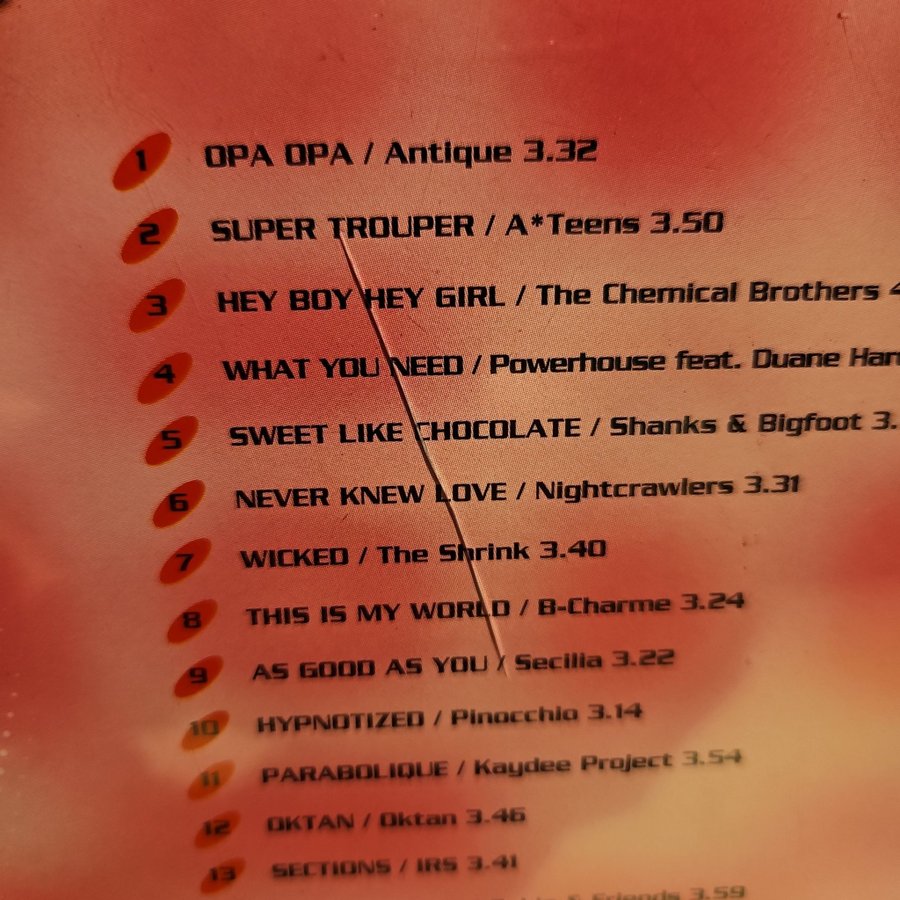 1 OPA OPA / Antique 3.32
2 SUPER TROUPER / A*Teens 3.50
3 HEY BOY HEY GIRL / The Chemical Brothers
4 WHAT YOU NEED / Powerhouse feat. Duane
5 SWEET LIKE CHOCOLATE / Shanks & Bigfoot 3.
6 NEVER KNEW LOVE / Nightcrawlers 3.31
7 WICKED / The Shrink 3.40
8 THIS IS MY WORLD / B-Charme 3.24
9 AS GOOD AS YOU / Secilia 3.22
10 HYPNOTIZED / Pinocchio 3.14
11 PARABOLIQUE / Kaydee Project 3.54
12 OKTAN / Oktan 3.46
13 SECTIONS / IRS 3.41
& Friends 3.59